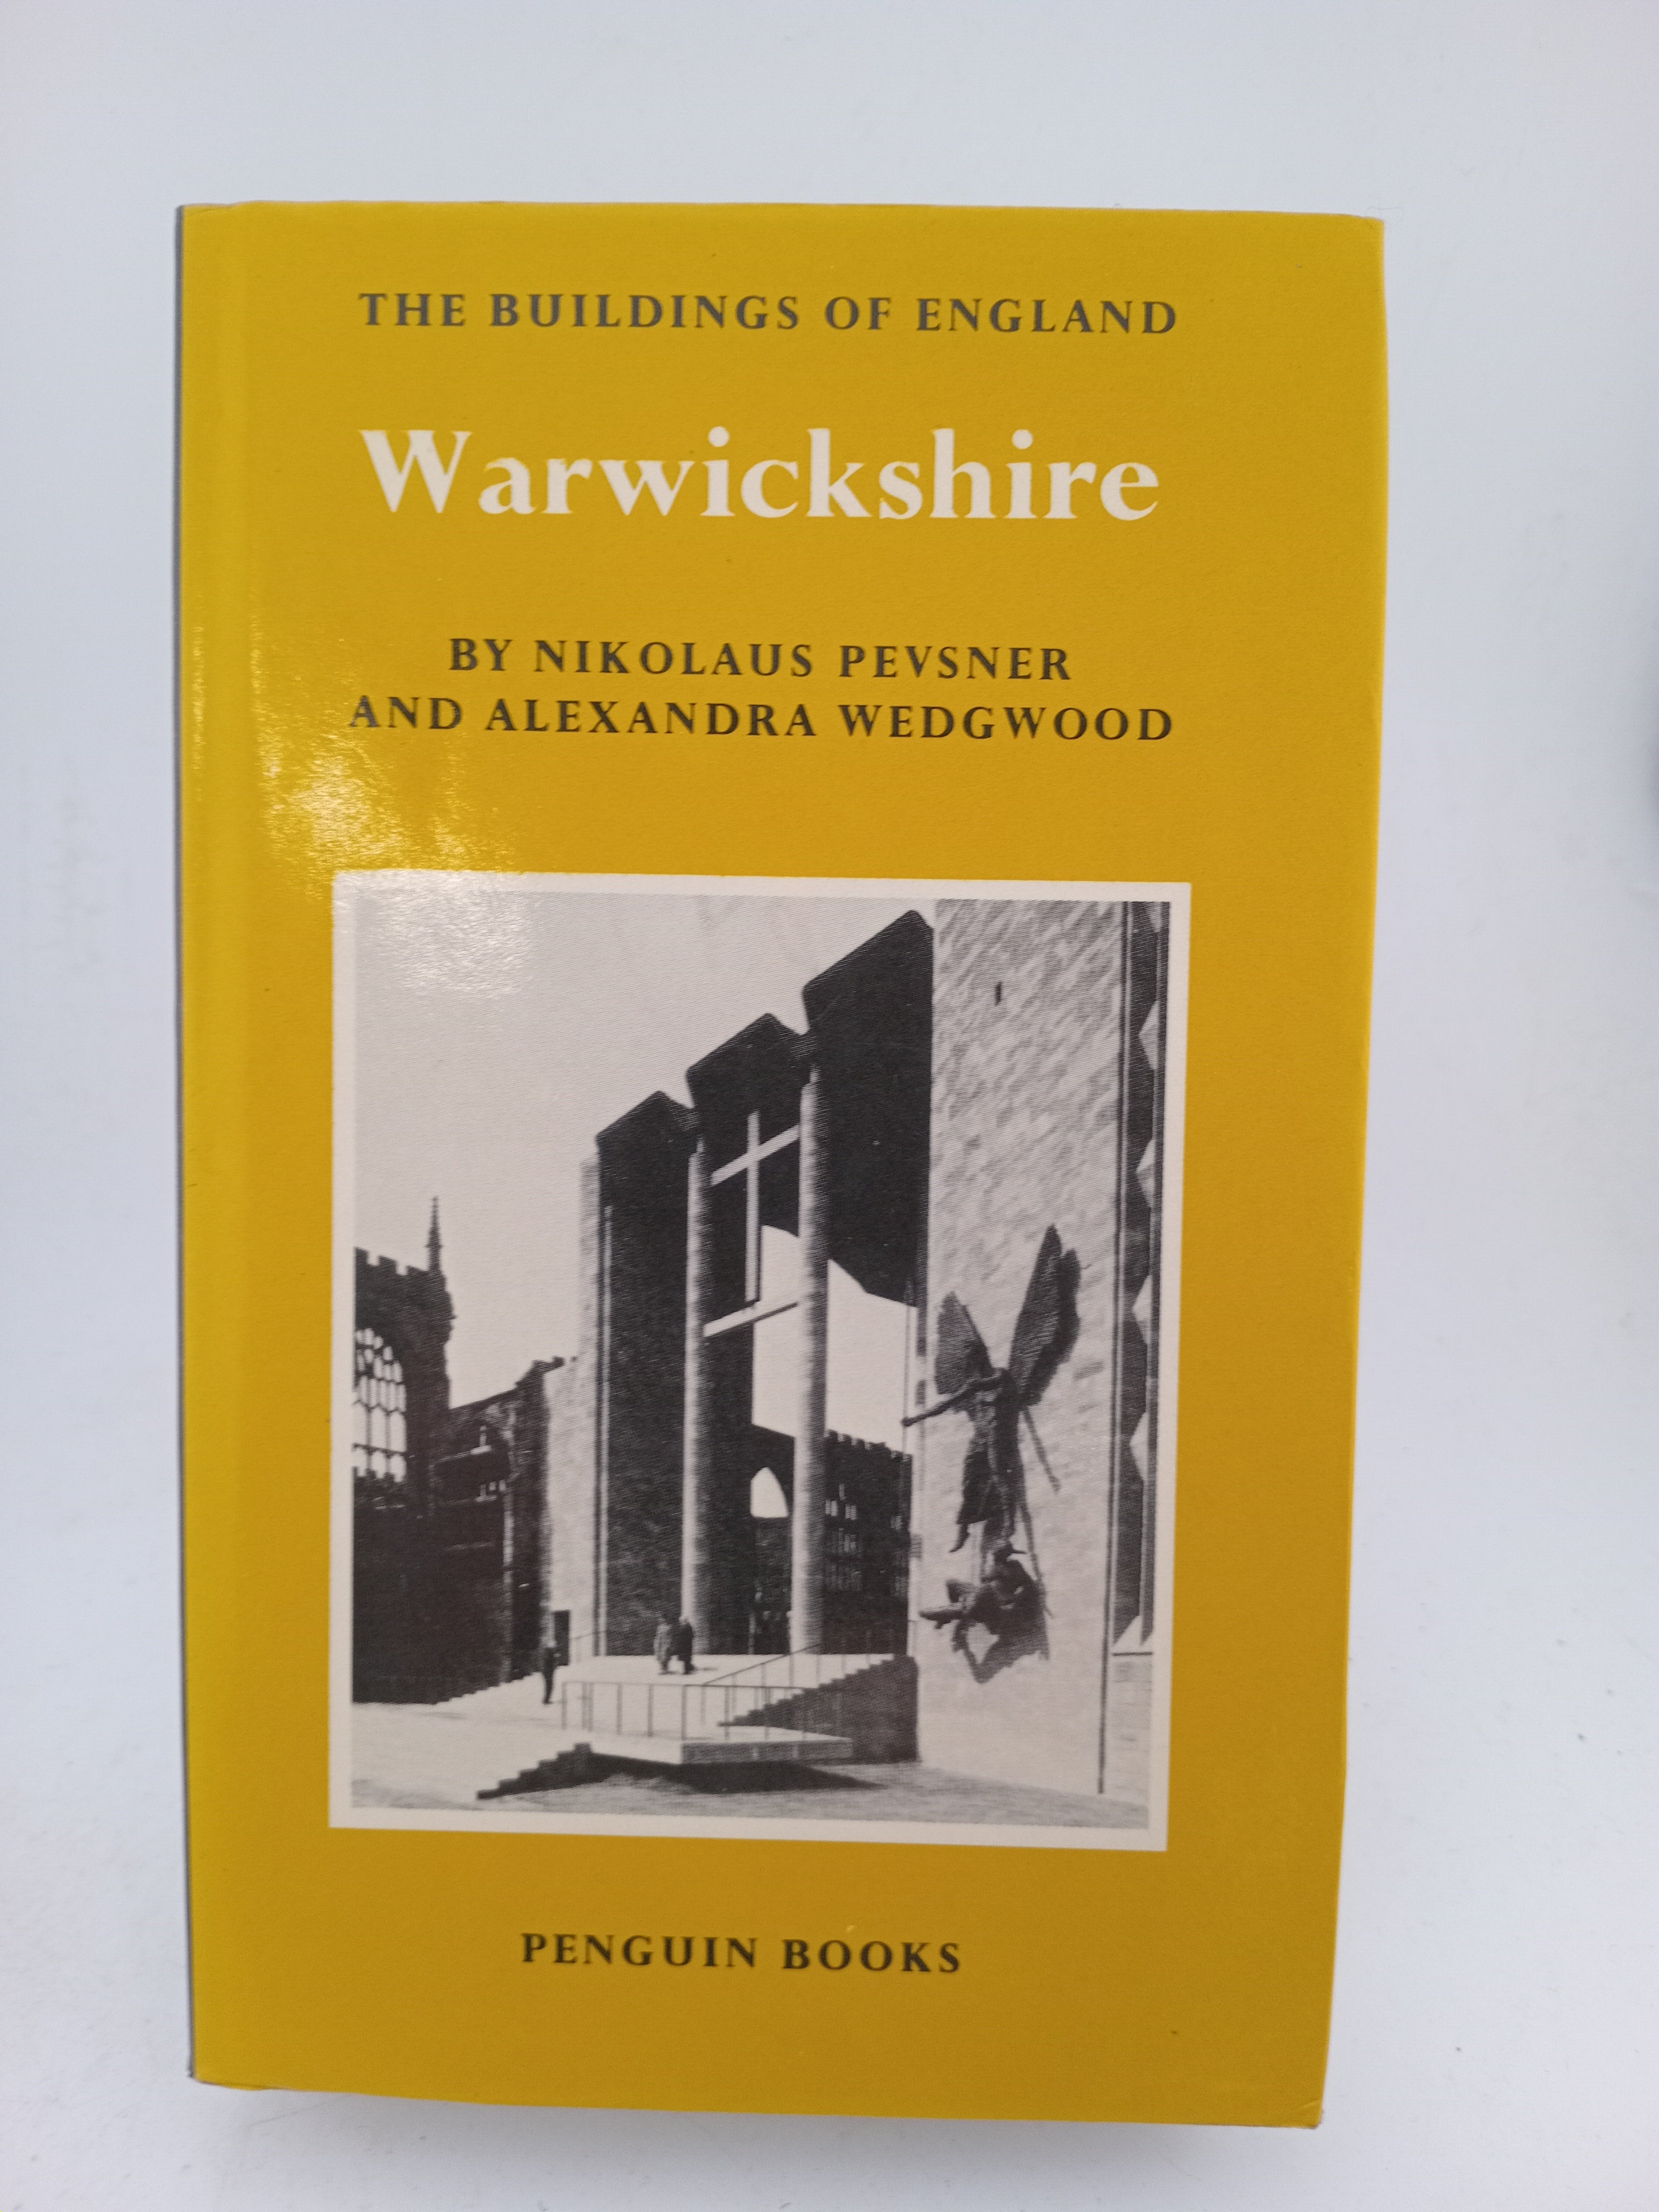 THE BUILDINGS OF ENGLAND
Warwickshire
BY NIKOLAUS PEVSNER
AND ALEXANDRA WEDGWOOD
PENGUIN BOOKS